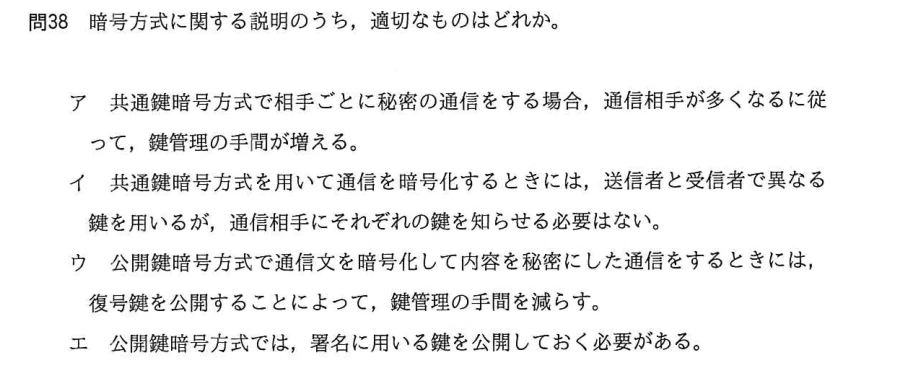 問38 暗号方式に関する説明のうち，適切なものはどれか。
ア 共通鍵暗号方式で相手ごとに秘密の通信をする場合，通信相手が多くなるに従
って，鍵管理の手間が増える。
イ 共通鍵暗号方式を用いて通信を暗号化するときには，送信者と受信者で異なる
鍵を用いるが，通信相手にそれぞれの鍵を知らせる必要はない。
ウ 公開鍵暗号方式で通信文を暗号化して内容を秘密にした通信をするときには，
復号鍵を公開することによって，鍵管理の手間を減らす。
エ 公開鍵暗号方式では，署名に用いる鍵を公開しておく必要がある。